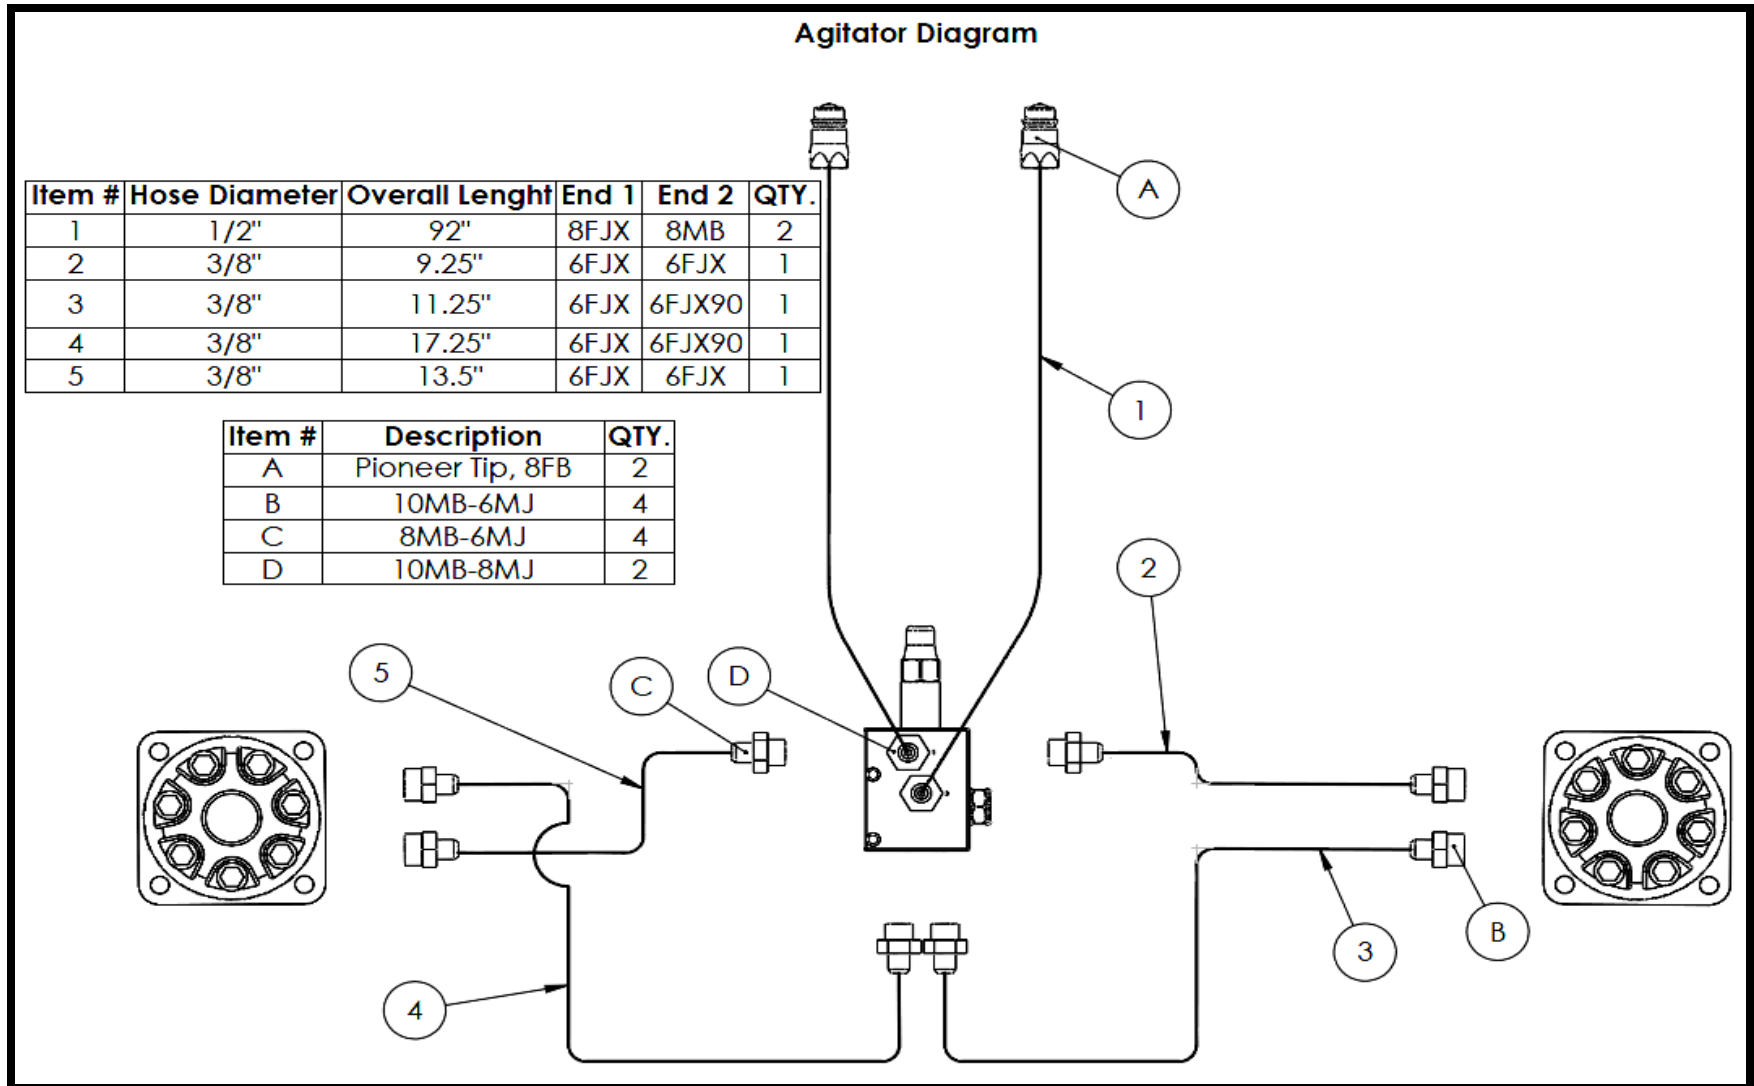 Agitator Diagram
A
Item # Hose Diameter Overall Lenght End 1 End 2 QTY.
1 1/2" 92" 8FJX 8MB 2
2 3/8" 9.25" 6FJX 6FJX 1
3 3/8" 11.25" 6FJX 6FJX90 1
4 3/8" 17.25" 6FJX 6FJX90 1
5 3/8" 13.5" 6FJX 6FJX 1
1
Item # Description QTY.
A Pioneer Tip, 8FB 2
B 10MB-6MJ 4
C 8MB-6MJ 4
D 10MB-8MJ 2
2
5
C
D
B
3
4